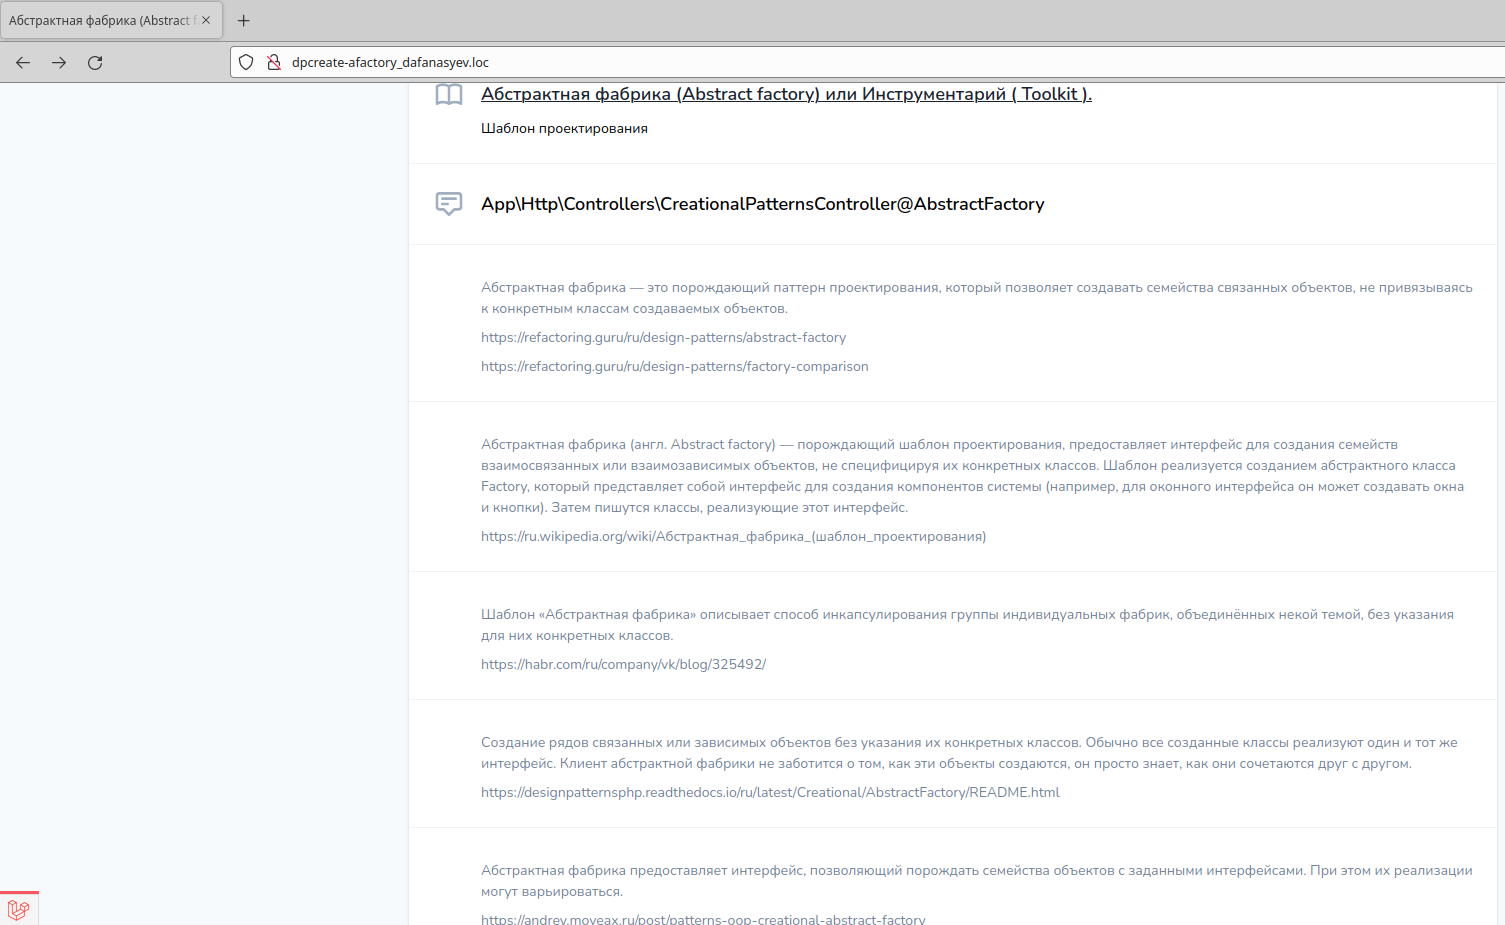 Абстрактная фабрика (Abstract f
dpcreate-afactory_dafanasyev.loc
Абстрактная фабрика (Abstract factory) или Инструментарий ( Toolkit ).
Шаблон проектирования
App\Http\Controllers\CreationalPatternsController@AbstractFactory
Абстрактная фабрика — это порождающий паттерн проектирования, который позволяет создавать семейства связанных объектов, не привязываясь
к конкретным классам создаваемых объектов.
https://refactoring.guru/ru/design-patterns/abstract-factory
https://refactoring.guru/ru/design-patterns/factory-comparison
Абстрактная фабрика (англ. Abstract factory) — порождающий шаблон проектирования, предоставляет интерфейс для создания семейств
взаимосвязанных или взаимозависимых объектов, не специфицируя их конкретных классов. Шаблон реализуется созданием абстрактного класса
Factory, который представляет собой интерфейс для создания компонентов системы (например, для оконного интерфейса он может создавать окна
и кнопки). Затем пишутся классы, реализующие этот интерфейс.
https://ru.wikipedia.org/wiki/Абстрактная_фабрика_(шаблон_проектирования)
Шаблон «Абстрактная фабрика» описывает способ инкапсулирования группы индивидуальных фабрик, объединённых некой темой, без указания
для них конкретных классов.
https://habr.com/ru/company/vk/blog/325492/
Создание рядов связанных или зависимых объектов без указания их конкретных классов. Обычно все созданные классы реализуют один и тот же
интерфейс. Клиент абстрактной фабрики не заботится о том, как эти объекты создаются, он просто знает, как они сочетаются друг с другом.
https://designpatternsphp.readthedocs.io/ru/latest/Creational/AbstractFactory/README.html
Абстрактная фабрика предоставляет интерфейс, позволяющий порождать семейства объектов с заданными интерфейсами. При этом их реализации
могут варьироваться.
https://andrey.moveax.ru/post/patterns-oop-creational-abstract-factory